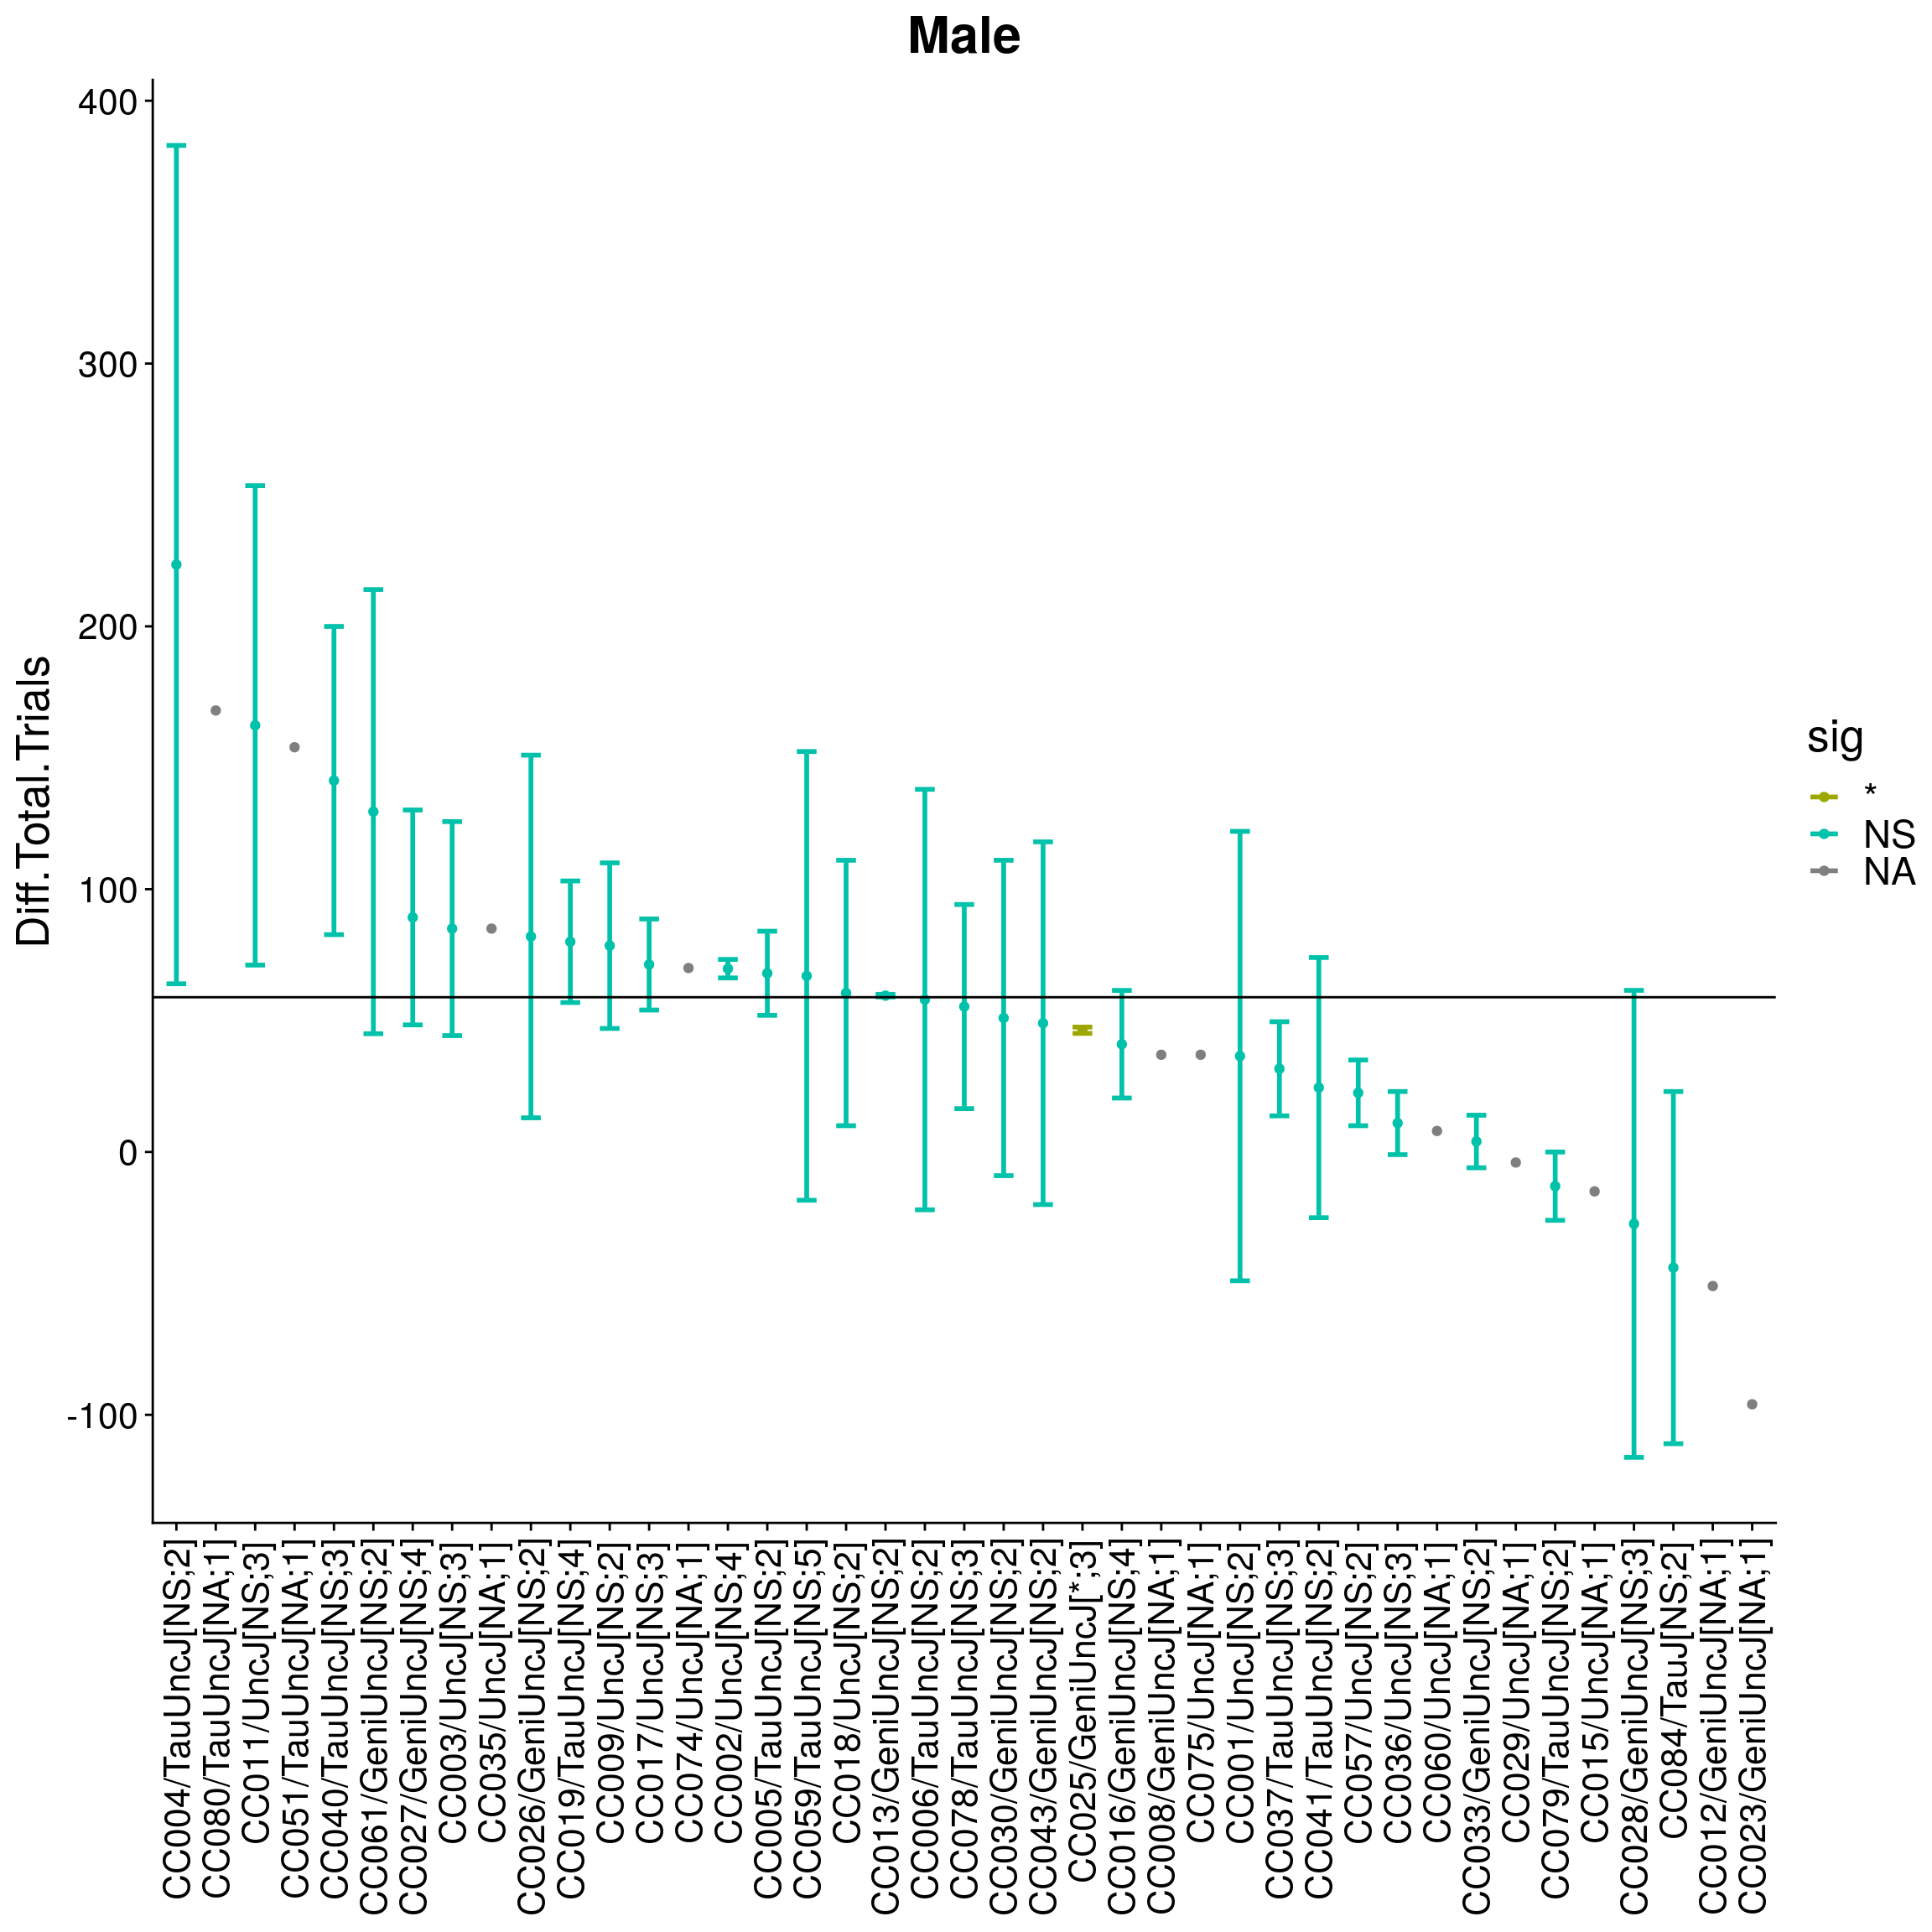 Male
Diff.Total.Trials
400
300
200
100
0
-100
CC004/TauUncJ[NS;2]
CC080/TauUncJ[NA;1]
CC011/UncJ[NS;3]
CC051/TauUncJ[NA;1]
CC040/TauUncJ[NS;3]
CC061/GeniUncJ[NS;2]
CC027/GeniUncJ[NS;4]
CC003/UncJ[NS;3]
CC035/UncJ[NA;1]
CC026/GeniUncJ[NS;2]
CC019/TauUncJ[NS;4]
CC009/UncJ[NS;2]
CC017/UncJ[NS;3]
CC074/UncJ[NA;1]
CC002/UncJ[NS;4]
CC005/TauUncJ[NS;2]
CC059/TauUncJ[NS;5]
CC018/UncJ[NS;2]
CC013/GeniUncJ[NS;2]
CC006/TauUncJ[NS;2]
CC078/TauUncJ[NS;3]
CC030/GeniUncJ[NS;2]
CC043/GeniUncJ[NS;2]
CC025/GeniUncJ[*;3]
CC016/GeniUncJ[NS;4]
CC008/GeniUncJ[NA;1]
CC075/UncJ[NA;1]
CC001/UncJ[NS;2]
CC037/TauUncJ[NS;3]
CC041/TauUncJ[NS;2]
CC057/UncJ[NS;2]
CC036/UncJ[NS;3]
CC060/UncJ[NA;1]
CC033/GeniUncJ[NS;2]
CC029/UncJ[NA;1]
CC079/TauUncJ[NS;2]
CC015/UncJ[NA;1]
CC028/GeniUncJ[NS;3]
CC084/TauJ[NS;2]
CC012/GeniUncJ[NA;1]
CC023/GeniUncJ[NA;1]
sig
*
NS
NA